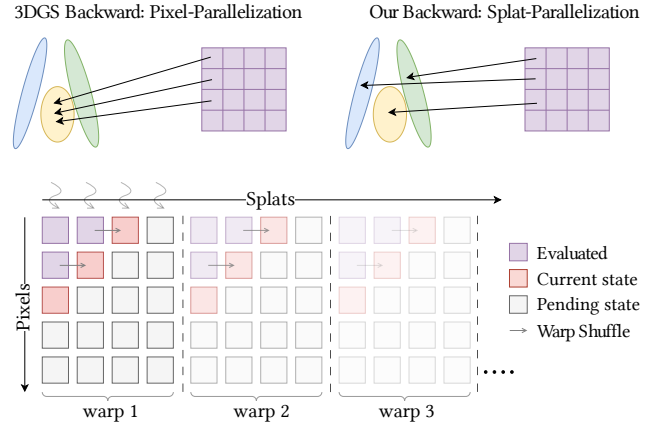 3DGS Backward: Pixel-Parallelization
Our Backward: Splat-Parallelization
Splats
Pixels
Evaluated
Current state
Pending state
Warp Shuffle
warp 1
warp 2
warp 3
....